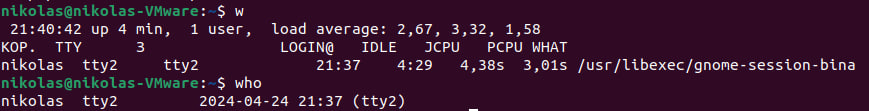 nikolas@nikolas-VMware:~$ w
 21:40:42 up 4 min,  1 user,  load average: 2,67, 3,32, 1,58
KOP.  TTY      З                LOGIN@   IDLE   JCPU   PCPU WHAT
nikolas  tty2     tty2             21:37    4:29   4,38s  3,01s /usr/libexec/gnome-session-bina
nikolas@nikolas-VMware:~$ who
nikolas  tty2         2024-04-24 21:37 (tty2)